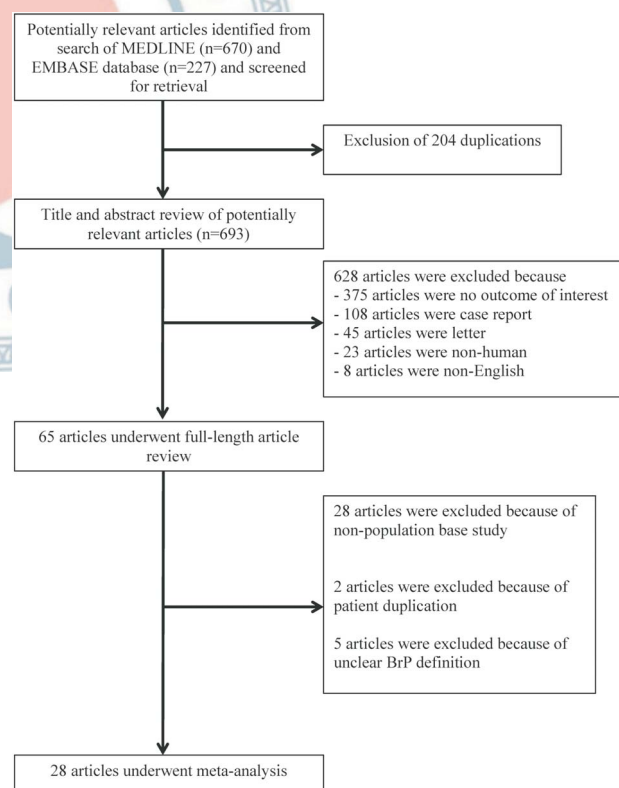 Potentially relevant articles identified from
search of MEDLINE (n=670) and
EMBASE database (n=227) and screened
for retrieval
Exclusion of 204 duplications
Title and abstract review of potentially
relevant articles (n=693)
628 articles were excluded because
- 375 articles were no outcome of interest
- 108 articles were case report
- 45 articles were letter
- 23 articles were non-human
- 8 articles were non-English
65 articles underwent full-length article
review
28 articles were excluded because of
non-population base study
2 articles were excluded because of
patient duplication
5 articles were excluded because of
unclear BrP definition
28 articles underwent meta-analysis